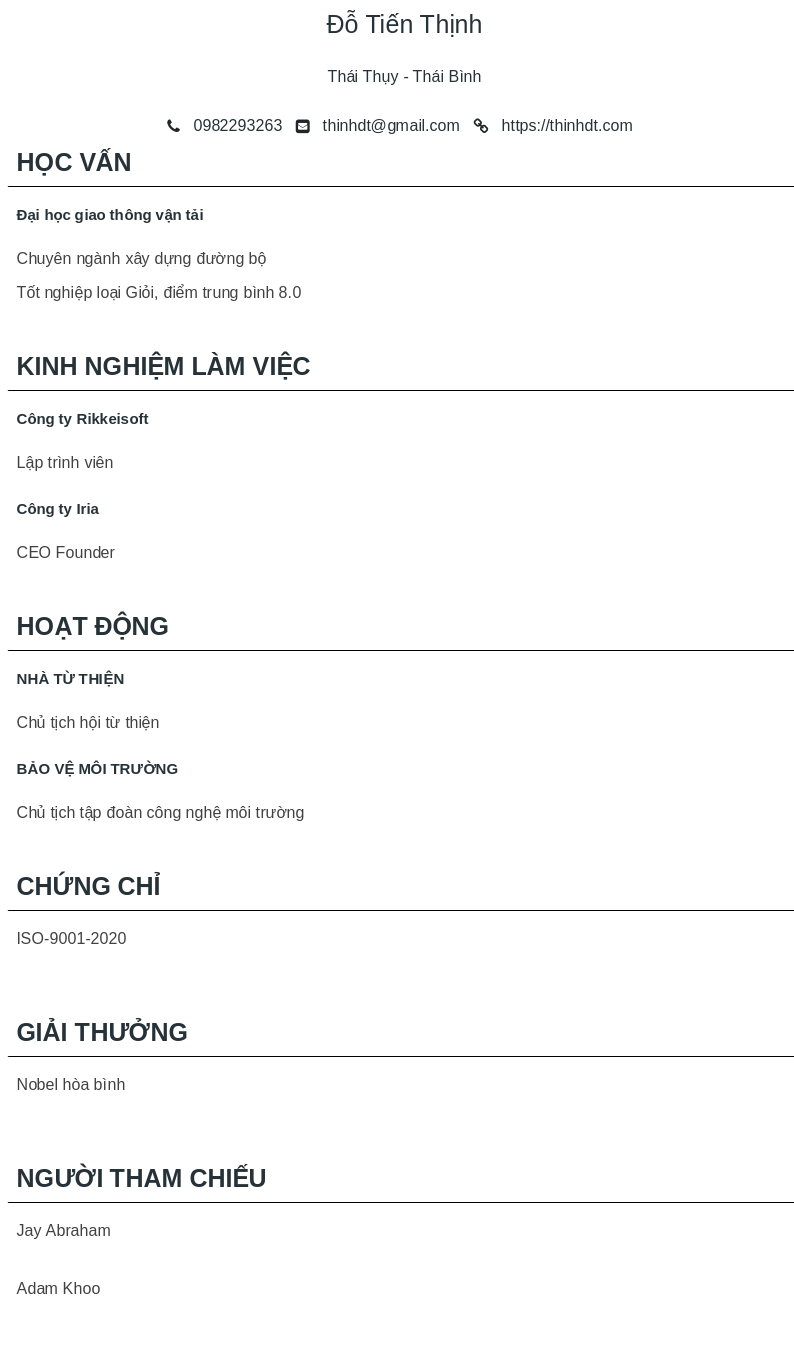 Đỗ Tiến Thịnh
Thái Thụy - Thái Bình
0982293263 thinhdt@gmail.com https://thinhdt.com
HỌC VẤN
Đại học giao thông vận tải
Chuyên ngành xây dựng đường bộ
Tốt nghiệp loại Giỏi, điểm trung bình 8.0
KINH NGHIỆM LÀM VIỆC
Công ty Rikkeisoft
Lập trình viên
Công ty Iria
CEO Founder
HOẠT ĐỘNG
NHÀ TỪ THIỆN
Chủ tịch hội từ thiện
BẢO VỆ MÔI TRƯỜNG
Chủ tịch tập đoàn công nghệ môi trường
CHỨNG CHỈ
ISO-9001-2020
GIẢI THƯỞNG
Nobel hòa bình
NGƯỜI THAM CHIẾU
Jay Abraham
Adam Khoo